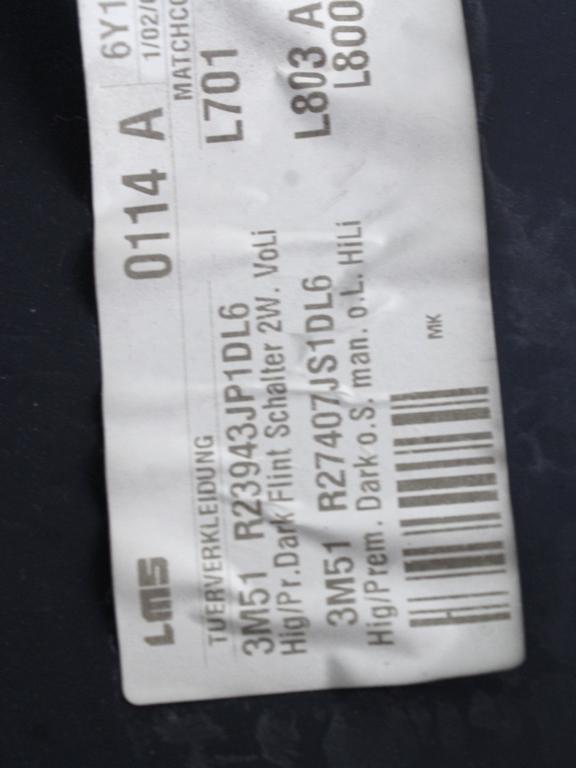 LMS 0114 A 6Y1
1/02/
MATCHCO
TUERVERKLEIDUNG L701
3M51 R23943JP1DL6
Hig/Pr.Dark Flint Schalter 2W. VoLi
L803 A
3M51 R27407JS1DL6 L800
Hig/Prem. Dark o.S. man. o.L. HiLi
MK